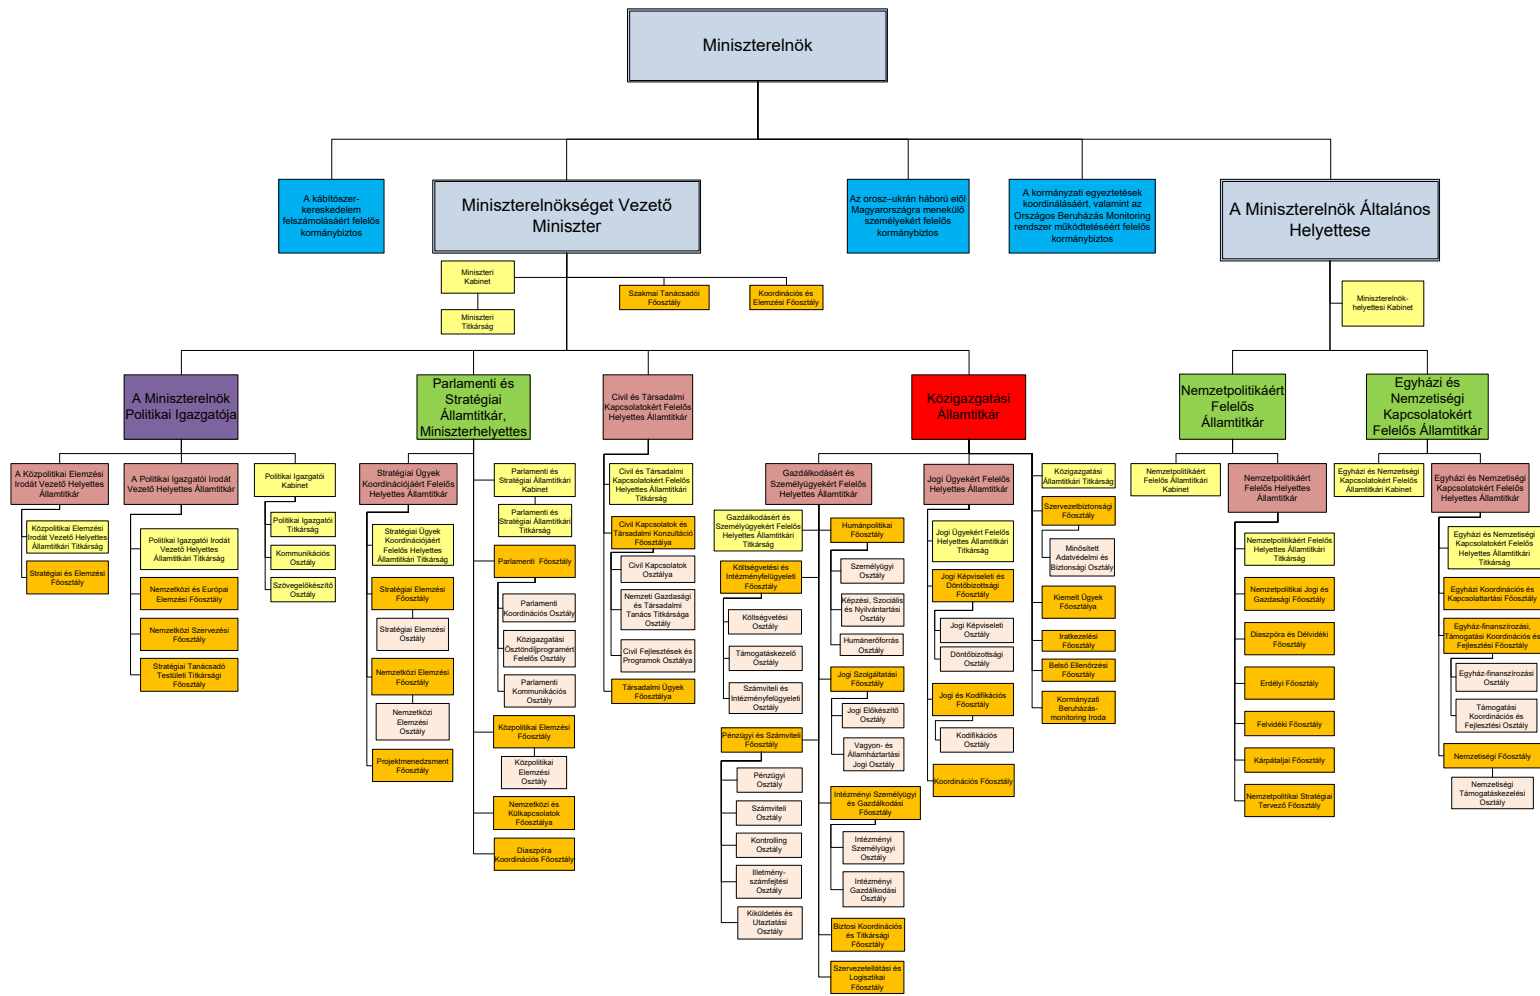 Miniszterelnök
A kábítószer-
kereskedelem
felszámolásáért felelős
kormánybiztos
Miniszterelnökséget Vezető
Miniszter
Az orosz–ukrán háború elől
Magyarországra menekülő
személyekért felelős
kormánybiztos
A kormányzati egyeztetések
koordinálásáért, valamint az
Országos Beruházás Monitoring
rendszer működtetéséért felelős
kormánybiztos
A Miniszterelnök Általános
Helyettese
Miniszteri
Kabinet
Miniszteri
Titkárság
Szakmai Tanácsadói
Főosztály
Koordinációs és
Elemzési Főosztály
Miniszterelnök-
helyettesi Kabinet
A Miniszterelnök
Politikai Igazgatója
Parlamenti és
Stratégiai
Államtitkár,
Miniszterhelyettes
Civil és Társadalmi
Kapcsolatokért Felelős
Helyettes Államtitkár
Közigazgatási
Államtitkár
Nemzetpolitikáért
Felelős
Államtitkár
Egyházi és
Nemzetiségi
Kapcsolatokért
Felelős Államtitkár
A Közpolitikai Elemzési
Irodát Vezető Helyettes
Államtitkár
Közpolitikai Elemzési
Irodát Vezető Helyettes
Államtitkári Titkárság
Stratégiai és Elemzési
Főosztály
A Politikai Igazgatói Irodát
Vezető Helyettes Államtitkár
Politikai Igazgatói Irodát
Vezető Helyettes
Államtitkári Titkárság
Nemzetközi és Európai
Elemzési Főosztály
Nemzetközi Szervezési
Főosztály
Stratégiai Tanácsadó
Testületi Titkársági
Főosztály
Politikai Igazgatói
Kabinet
Politikai Igazgatói
Titkárság
Kommunikációs
Osztály
Szövegelőkészítő
Osztály
Stratégiai Ügyek
Koordinációjáért Felelős
Helyettes Államtitkár
Stratégiai Ügyek
Koordinációjáért
Felelős Helyettes
Államtitkári Titkárság
Stratégiai Elemzési
Főosztály
Stratégiai Elemzési
Osztály
Nemzetközi Elemzési
Főosztály
Nemzetközi
Elemzési
Osztály
Projektmenedzsment
Főosztály
Parlamenti és
Stratégiai Államtitkári
Kabinet
Parlamenti és
Stratégiai Államtitkári
Titkárság
Parlamenti Főosztály
Parlamenti
Koordinációs Osztály
Közigazgatási
Ösztöndíjprogramért
Felelős Osztály
Parlamenti
Kommunikációs
Osztály
Közpolitikai Elemzési
Főosztály
Közpolitikai
Elemzési
Osztály
Nemzetközi és
Külkapcsolatok
Főosztálya
Diaszpóra
Koordinációs Főosztály
Civil és Társadalmi
Kapcsolatokért Felelős
Helyettes Államtitkári
Titkárság
Civil Kapcsolatok és
Társadalmi Konzultáció
Főosztálya
Civil Kapcsolatok
Osztálya
Nemzeti Gazdasági
és Társadalmi
Tanács Titkársága
Osztály
Civil Fejlesztések és
Programok Osztálya
Társadalmi Ügyek
Főosztálya
Gazdálkodásért és
Személyügyekért Felelős
Helyettes Államtitkár
Gazdálkodásért és
Személyügyekért Felelős
Helyettes Államtitkári
Titkárság
Költségvetési és
Intézményfelügyeleti
Főosztály
Költségvetési
Osztály
Támogatáskezelő
Osztály
Számviteli és
Intézményfelügyeleti
Osztály
Pénzügyi és Számviteli
Főosztály
Pénzügyi
Osztály
Számviteli
Osztály
Kontrolling
Osztály
Illetmény-
számfejtési
Osztály
Kiküldetés és
Utaztatási
Osztály
Humánpolitikai
Főosztály
Személyügyi
Osztály
Képzési, Szociális
és Nyilvántartási
Osztály
Humánerőforrás
Osztály
Jogi Szolgáltatási
Főosztály
Jogi Előkészítő
Osztály
Vagyon- és
Államháztartási
Jogi Osztály
Intézményi Személyügyi
és Gazdálkodási
Főosztály
Intézményi
Személyügyi
Osztály
Intézményi
Gazdálkodási
Osztály
Biztosi Koordinációs
és Titkársági
Főosztály
Szervezetellátási és
Logisztikai
Főosztály
Jogi Ügyekért Felelős
Helyettes Államtitkár
Jogi Ügyekért Felelős
Helyettes Államtitkári
Titkárság
Jogi Képviseleti és
Döntőbizottsági
Főosztály
Jogi Képviseleti
Osztály
Döntőbizottsági
Osztály
Jogi és Kodifikációs
Főosztály
Kodifikációs
Osztály
Koordinációs Főosztály
Közigazgatási
Államtitkári Titkárság
Szervezetbiztonsági
Főosztály
Minősített
Adatvédelmi és
Biztonsági Osztály
Kiemelt Ügyek
Főosztálya
Iratkezelési
Főosztály
Belső Ellenőrzési
Főosztály
Kormányzati
Beruházás-
monitoring Iroda
Nemzetpolitikáért
Felelős Államtitkári
Kabinet
Nemzetpolitikáért
Felelős Helyettes
Államtitkár
Nemzetpolitikáért Felelős
Helyettes Államtitkári
Titkárság
Nemzetpolitikai Jogi és
Gazdasági Főosztály
Diaszpóra és Délvidéki
Főosztály
Erdélyi Főosztály
Felvidéki Főosztály
Kárpátaljai Főosztály
Nemzetpolitikai Stratégiai
Tervező Főosztály
Egyházi és Nemzetiségi
Kapcsolatokért Felelős
Államtitkári Kabinet
Egyházi és Nemzetiségi
Kapcsolatokért Felelős
Helyettes Államtitkár
Egyházi és Nemzetiségi
Kapcsolatokért Felelős
Helyettes Államtitkári
Titkárság
Egyházi Koordinációs és
Kapcsolattartási Főosztály
Egyház-finanszírozási,
Támogatási Koordinációs és
Fejlesztési Főosztály
Egyház-finanszírozási
Osztály
Támogatási
Koordinációs és
Fejlesztési Osztály
Nemzetiségi Főosztály
Nemzetiségi
Támogatáskezelési
Osztály